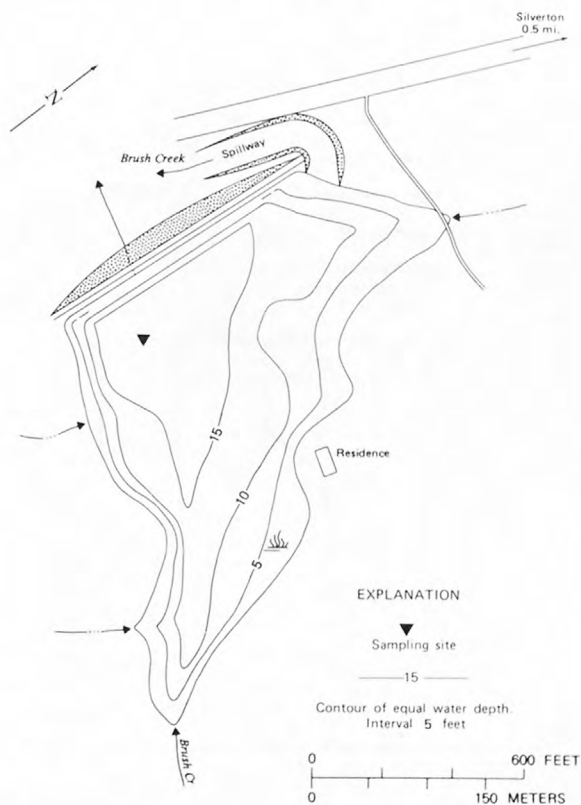 Silverton
0.5 mi.
N
Brush Creek
Spillway
15
Residence
10
5
EXPLANATION
Sampling site
15
Contour of equal water depth.
Interval 5 feet
Brush Cr
0 600 FEET
0 150 METERS